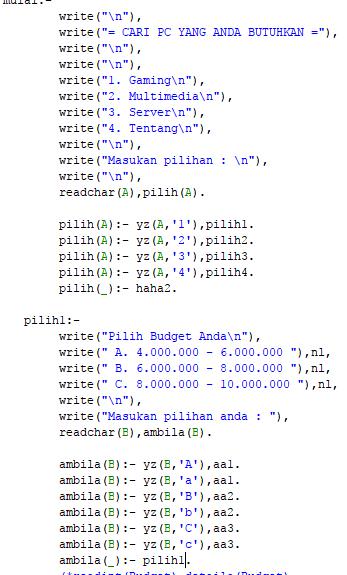 mulai:-
write("\n"),
write("= CARI PC YANG ANDA BUTUHKAN ="),
write("\n"),
write("\n"),
write("1. Gaming\n"),
write("2. Multimedia\n"),
write("3. Server\n"),
write("4. Tentang\n"),
write("\n"),
write("Masukan pilihan : \n"),
write("\n"),
readchar(A),pilih(A).
pilih(A):- yz(A,'1'),pilih1.
pilih(A):- yz(A,'2'),pilih2.
pilih(A):- yz(A,'3'),pilih3.
pilih(A):- yz(A,'4'),pilih4.
pilih(_):- haha2.
pilih1:-
write("Pilih Budget Anda\n"),
write(" A. 4.000.000 - 6.000.000 "),nl,
write(" B. 6.000.000 - 8.000.000 "),nl,
write(" C. 8.000.000 - 10.000.000 "),nl,
write("\n"),
write("Masukan pilihan anda : "),
readchar(B),ambila(B).
ambila(B):- yz(B,'A'),aa1.
ambila(B):- yz(B,'a'),aa1.
ambila(B):- yz(B,'B'),aa2.
ambila(B):- yz(B,'b'),aa2.
ambila(B):- yz(B,'C'),aa3.
ambila(B):- yz(B,'c'),aa3.
ambila(_):- pilih1.